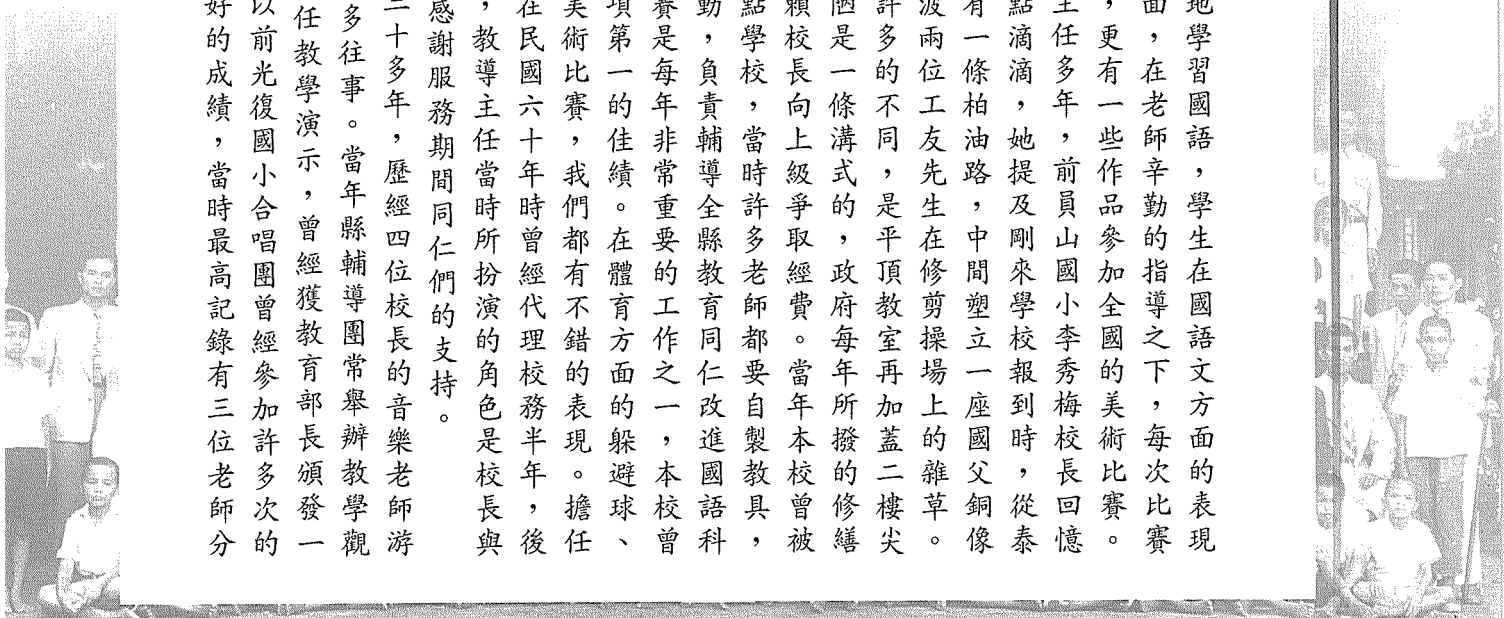 地學習國語，學生在國語文方面的表現
面，在老師辛勤的指導之下，每次比賽
，更有一些作品參加全國的美術比賽。
主任多年，前員山國小李秀梅校長回憶
點滴滴，她提及剛來學校報到時，從泰
有一條柏油路，中間塑立一座國父銅像
波兩位工友先生在修剪操場上的雜草。
許多的不同，是平頂教室再加蓋二樓尖
陋是一條溝式的，政府每年所撥的修繕
賴校長向上級爭取經費。當年本校曾被
點學校，當時許多老師都要自製教具，
動，負責輔導全縣教育同仁改進國語科
賽是每年非常重要的工作之一，本校曾
項第一的佳績。在體育方面的躲避球、
美術比賽，我們都有不錯的表現。擔任
在民國六十年時曾經代理校務半年，後
，教導主任當時所扮演的角色是校長與
感謝服務期間同仁們的支持。
十多年，歷經四位校長的音樂老師游
多往事。當年縣輔導團常舉辦教學觀
任教學演示，曾經獲教育部長頒發一
以前光復國小合唱團曾經參加許多次的
好的成績，當時最高記錄有三位老師分